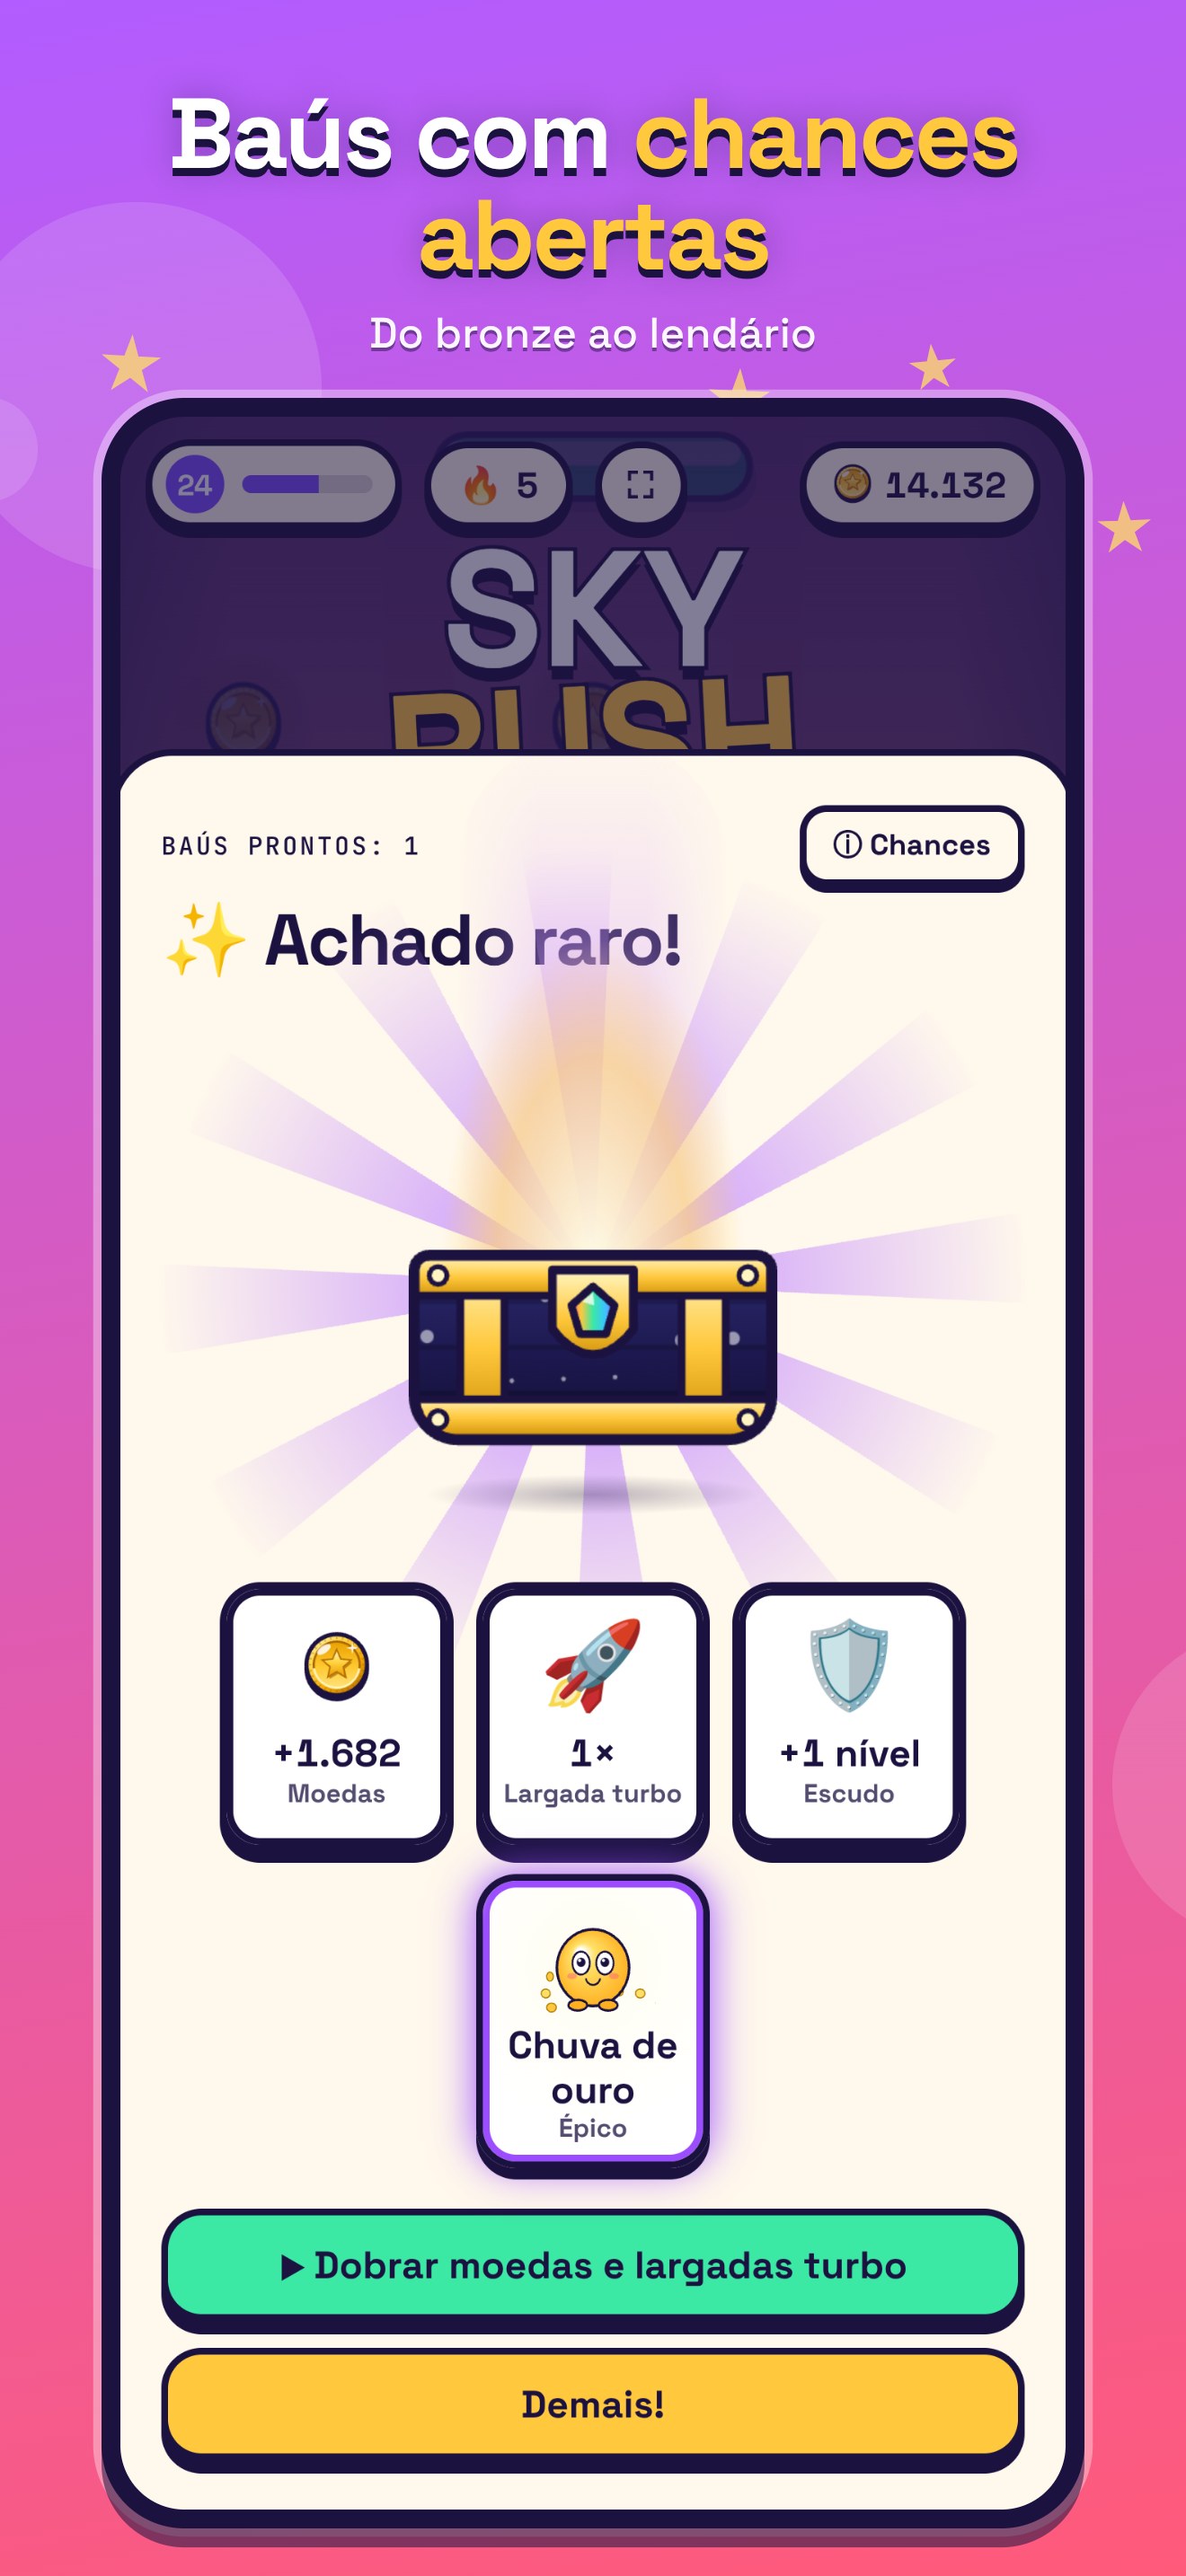 Baús com chances
abertas
Do bronze ao lendário
24
🔥 5
14.132
SKY
RUSH
BAÚS PRONTOS: 1
ⓘ Chances
✨ Achado raro!
+1.682
Moedas
1×
Largada turbo
+1 nível
Escudo
Chuva de
ouro
Épico
▶ Dobrar moedas e largadas turbo
Demais!